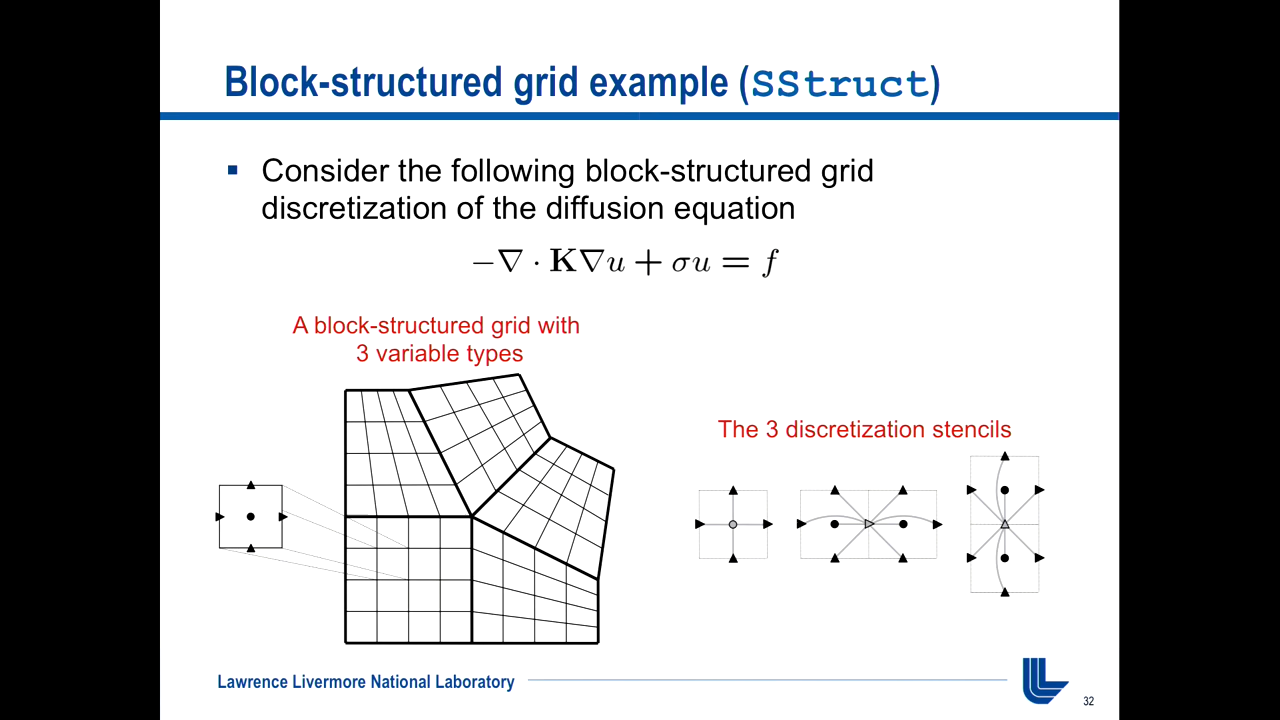 Block-structured grid example (SStruct)
▪ Consider the following block-structured grid
discretization of the diffusion equation
−∇ · K∇u + σu = f
A block-structured grid with
3 variable types
The 3 discretization stencils
Lawrence Livermore National Laboratory
32